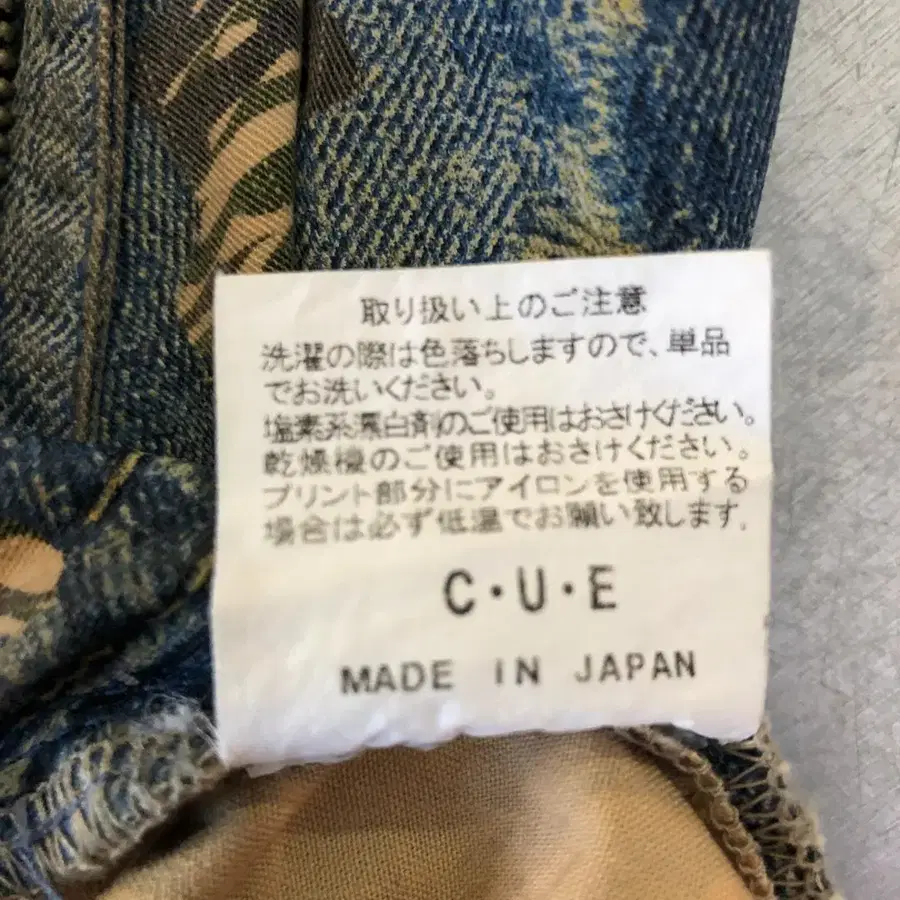 取り扱い上のご注意
洗濯の際は色落ちしますので、単品
でお洗いください。
塩素系漂白剤のご使用はおさけください。
乾燥機のご使用はおさけください。
プリント部分にアイロンを使用する
場合は必ず低温でお願い致します。
C・U・E
MADE IN JAPAN